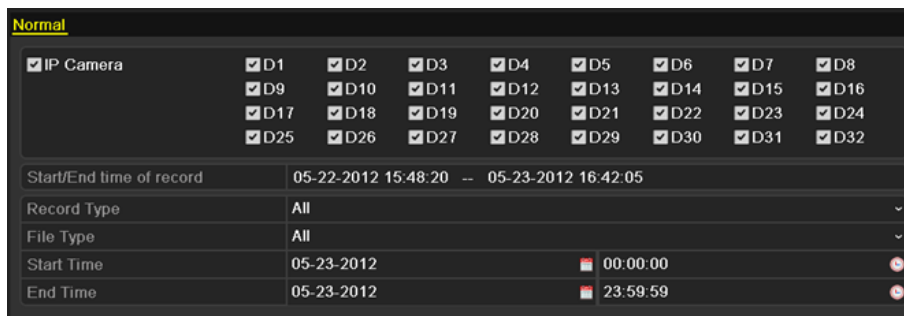 Normal
IP Camera D1 D2 D3 D4 D5 D6 D7 D8
D9 D10 D11 D12 D13 D14 D15 D16
D17 D18 D19 D20 D21 D22 D23 D24
D25 D26 D27 D28 D29 D30 D31 D32
Start/End time of record 05-22-2012 15:48:20 -- 05-23-2012 16:42:05
Record Type All
File Type All
Start Time 05-23-2012 00:00:00
End Time 05-23-2012 23:59:59